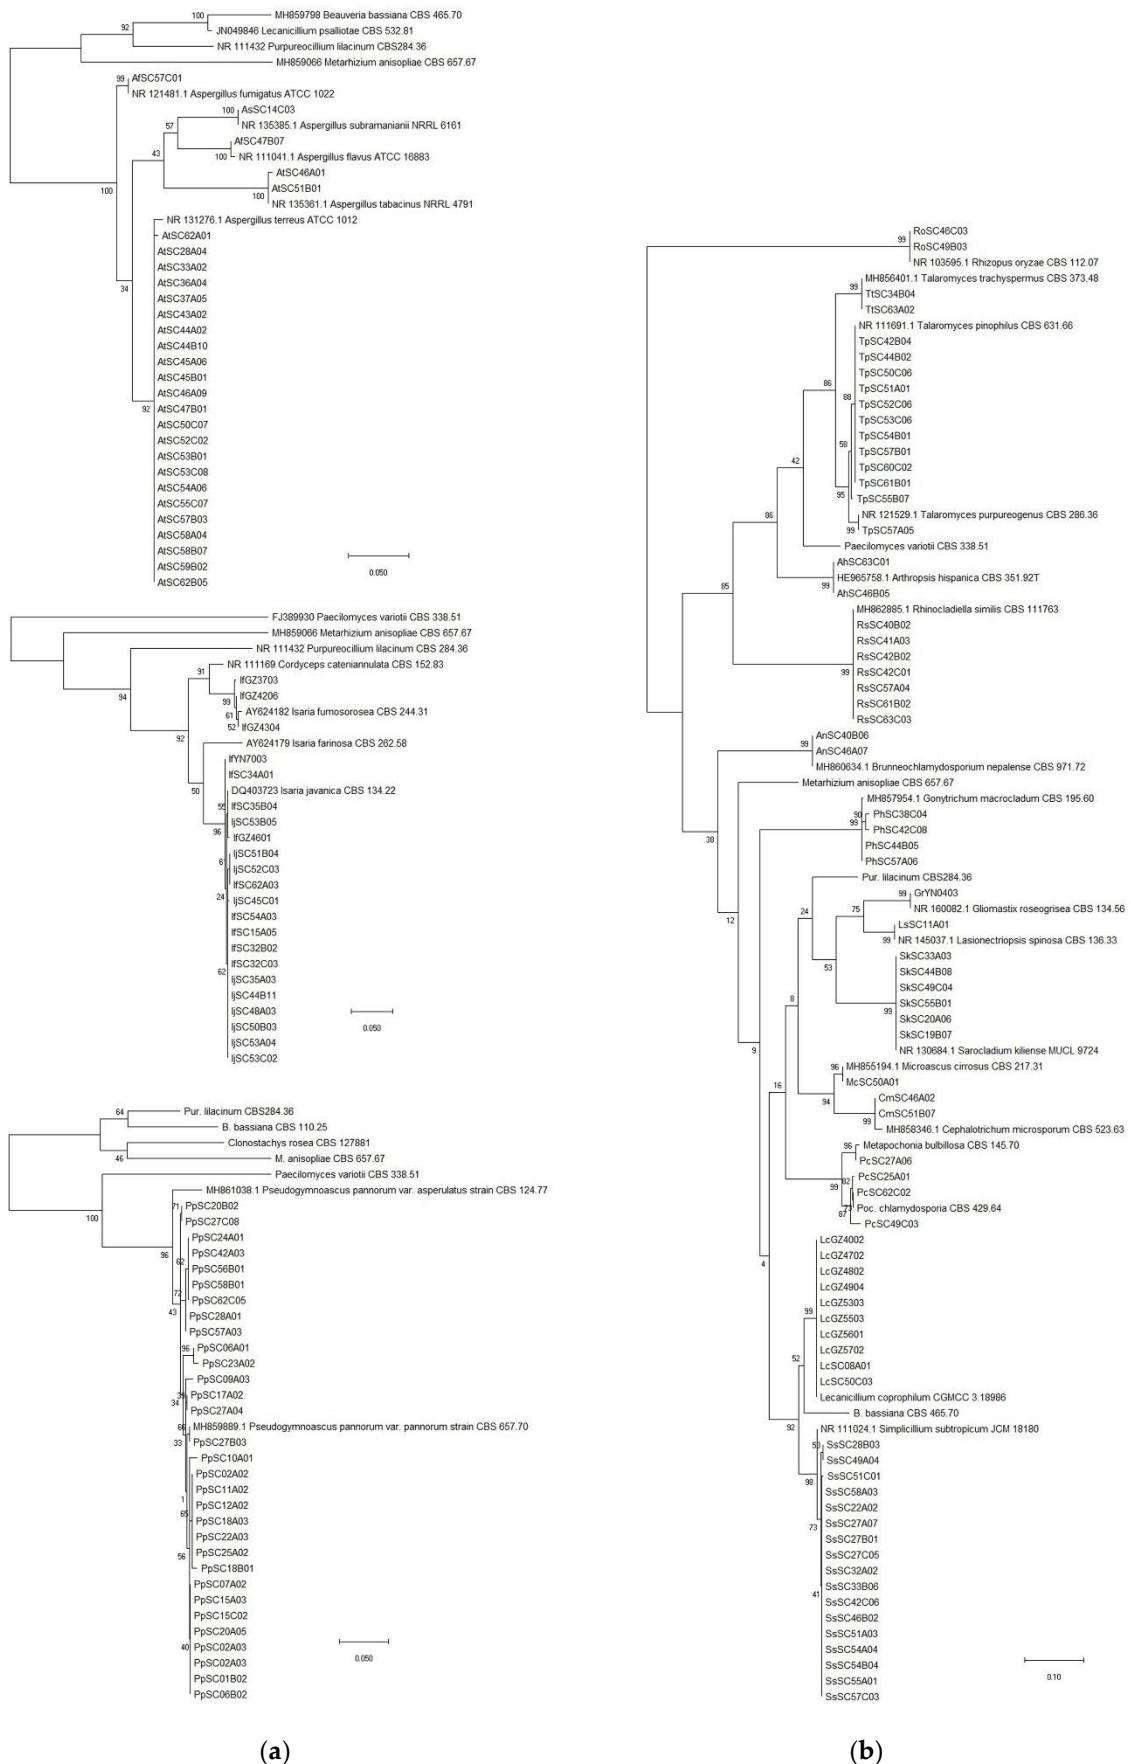 MH859798 Beauveria bassiana CBS 465.70
100
JN049846 Lecanicillium psalliotae CBS 532.81
92
NR 111432 Purpureocillium lilacinum CBS284.36
MH859066 Metarhizium anisopliae CBS 657.67
99
AfSC57C01
NR 121481.1 Aspergillus fumigatus ATCC 1022
AsSC14C03
100
NR 135385.1 Aspergillus subramanianii NRRL 6161
57
AfSC47B07
43
100
NR 111041.1 Aspergillus flavus ATCC 16883
AtSC46A01
AtSC51B01
100
100
NR 135361.1 Aspergillus tabacinus NRRL 4791
NR 131276.1 Aspergillus terreus ATCC 1012
AtSC62A01
AtSC28A04
AtSC33A02
AtSC36A04
34
AtSC37A05
AtSC43A02
AtSC44A02
AtSC44B10
AtSC45A06
AtSC45B01
AtSC46A09
92
AtSC47B01
AtSC50C07
AtSC52C02
AtSC53B01
AtSC53C08
AtSC54A06
AtSC55C07
AtSC57B03
AtSC58A04
AtSC58B07
AtSC59B02
AtSC62B05
0.050
FJ389930 Paecilomyces variotii CBS 338.51
MH859066 Metarhizium anisopliae CBS 657.67
NR 111432 Purpureocillium lilacinum CBS 284.36
NR 111169 Cordyceps cateniannulata CBS 152.83
91
IfGZ3703
94
99
IfGZ4206
61
AY624182 Isaria fumosorosea CBS 244.31
52
IfGZ4304
92
AY624179 Isaria farinosa CBS 262.58
IfYN7003
IfSC34A01
50
DQ403723 Isaria javanica CBS 134.22
55
IfSC35B04
IjSC53B05
96
IfGZ4601
IjSC51B04
61
IjSC52C03
IfSC62A03
24
IjSC45C01
IfSC54A03
IfSC15A05
IfSC32B02
IfSC32C03
62
IjSC35A03
IjSC44B11
IjSC48A03
IjSC50B03
IjSC53A04
IjSC53C02
0.050
64
Pur. lilacinum CBS284.36
B. bassiana CBS 110.25
Clonostachys rosea CBS 127881
46
M. anisopliae CBS 657.67
Paecilomyces variotii CBS 338.51
MH861038.1 Pseudogymnoascus pannorum var. asperulatus strain CBS 124.77
100
71
PpSC20B02
PpSC27C08
PpSC24A01
96
PpSC42A03
62
PpSC56B01
PpSC58B01
72
PpSC62C05
43
PpSC28A01
PpSC57A03
96
PpSC06A01
PpSC23A02
PpSC09A03
PpSC17A02
34
PpSC27A04
66
MH859889.1 Pseudogymnoascus pannorum var. pannorum strain CBS 657.70
33
PpSC27B03
PpSC10A01
PpSC02A02
PpSC11A02
1
PpSC12A02
65
PpSC18A03
PpSC22A03
56
PpSC25A02
PpSC18B01
PpSC07A02
PpSC15A03
PpSC15C02
PpSC20A05
40
PpSC02A03
PpSC02A03
PpSC01B02
PpSC06B02
0.050
(a)
RoSC46C03
99
RoSC49B03
NR 103595.1 Rhizopus oryzae CBS 112.07
MH856401.1 Talaromyces trachyspermus CBS 373.48
99
TtSC34B04
TtSC63A02
NR 111691.1 Talaromyces pinophilus CBS 631.66
TpSC42B04
TpSC44B02
TpSC50C06
86
TpSC51A01
88
TpSC52C06
TpSC53C06
TpSC54B01
58
TpSC57B01
42
TpSC60C02
TpSC61B01
95
TpSC55B07
NR 121529.1 Talaromyces purpureogenus CBS 286.36
86
99
TpSC57A05
Paecilomyces variotii CBS 338.51
AhSC63C01
HE965758.1 Arthropsis hispanica CBS 351.92T
85
99
AhSC46B05
MH862885.1 Rhinocladiella similis CBS 111763
RsSC40B02
RsSC41A03
RsSC42B02
99
RsSC42C01
RsSC57A04
RsSC61B02
RsSC63C03
AnSC40B06
99
AnSC46A07
MH860634.1 Brunneochlamydosporium nepalense CBS 971.72
Metarhizium anisopliae CBS 657.67
MH857954.1 Gonytrichum macrocladum CBS 195.60
90
PhSC38C04
99
PhSC42C08
38
PhSC44B05
PhSC57A06
Pur. lilacinum CBS284.36
99
GrYN0403
24
75
NR 160082.1 Gliomastix roseogrisea CBS 134.56
12
LsSC11A01
99
NR 145037.1 Lasionectriopsis spinosa CBS 136.33
53
SkSC33A03
SkSC44B08
SkSC49C04
8
99
SkSC55B01
SkSC20A06
SkSC19B07
9
NR 130684.1 Sarocladium kiliense MUCL 9724
96
MH855194.1 Microascus cirrosus CBS 217.31
McSC50A01
16
94
CmSC46A02
CmSC51B07
99
MH858346.1 Cephalotrichum microsporum CBS 523.63
96
Metapochonia bulbillosa CBS 145.70
PcSC27A06
99
82
PcSC25A01
PcSC62C02
73
Poc. chlamydosporia CBS 429.64
87
PcSC49C03
LcGZ4002
4
LcGZ4702
LcGZ4802
LcGZ4904
LcGZ5303
99
LcGZ5503
LcGZ5601
LcGZ5702
52
LcSC08A01
LcSC50C03
Lecanicillium coprophilum CGMCC 3.18986
B. bassiana CBS 465.70
92
NR 111024.1 Simplicillium subtropicum JCM 18180
53
SsSC28B03
SsSC49A04
98
SsSC51C01
SsSC58A03
SsSC22A02
73
SsSC27A07
SsSC27B01
SsSC27C05
SsSC32A02
SsSC33B06
41
SsSC42C06
SsSC46B02
SsSC51A03
SsSC54A04
SsSC54B04
SsSC55A01
SsSC57C03
0.10
(b)